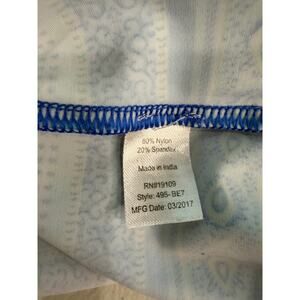 80% Nylon
20% Spandex
Made in India
RN#19109
Style: 495-BE7
MFG Date: 03/2017